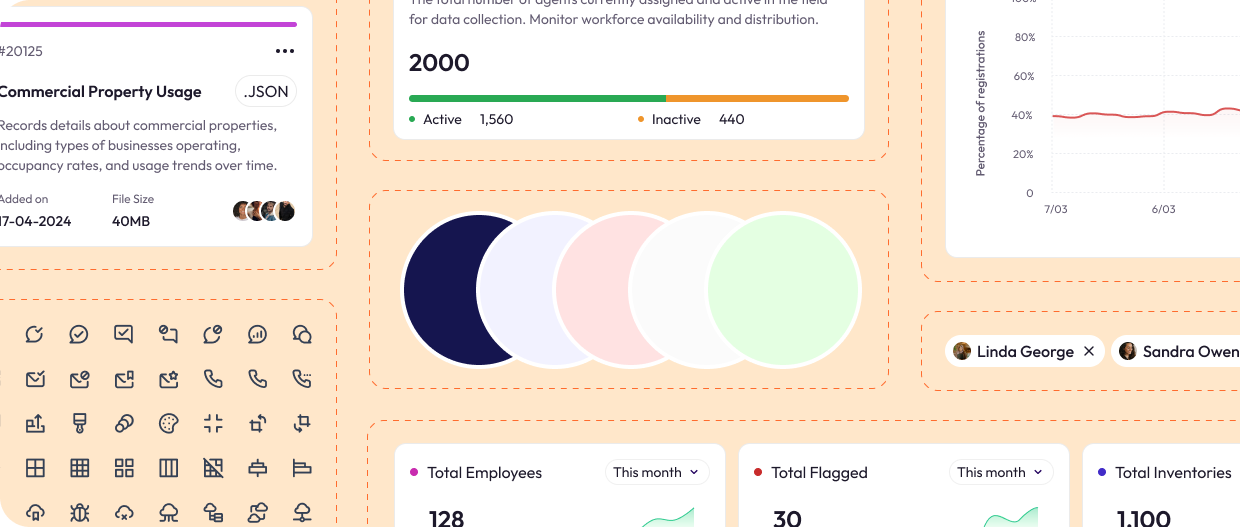 #20125
Commercial Property Usage
.JSON
Records details about commercial properties,
including types of businesses operating,
occupancy rates, and usage trends over time.
Added on
File Size
17-04-2024
40MB
The total number of agents currently assigned and active in the field
for data collection. Monitor workforce availability and distribution.
2000
Active 1,560
Inactive 440
Percentage of registrations
100%
80%
60%
40%
20%
0
7/03
6/03
Linda George
Sandra Owen
Total Employees
This month
128
Total Flagged
This month
30
Total Inventories
1,100